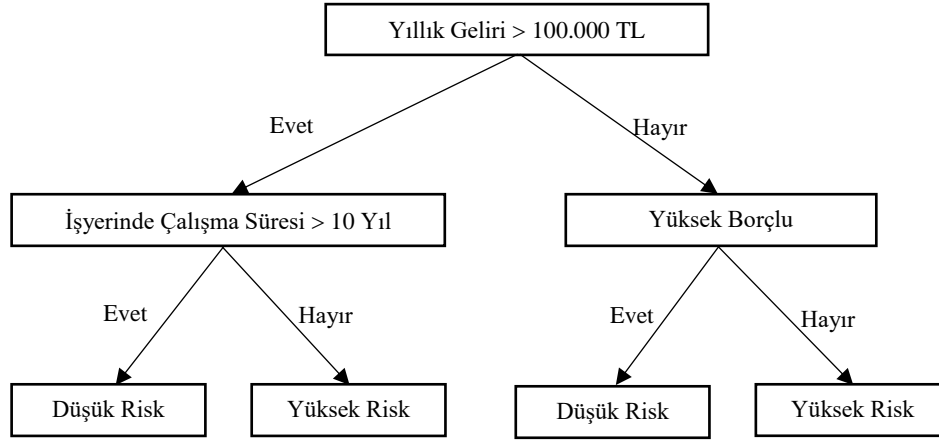 Yıllık Geliri > 100.000 TL
Evet
Hayır
İşyerinde Çalışma Süresi > 10 Yıl
Yüksek Borçlu
Evet
Hayır
Evet
Hayır
Düşük Risk
Yüksek Risk
Düşük Risk
Yüksek Risk